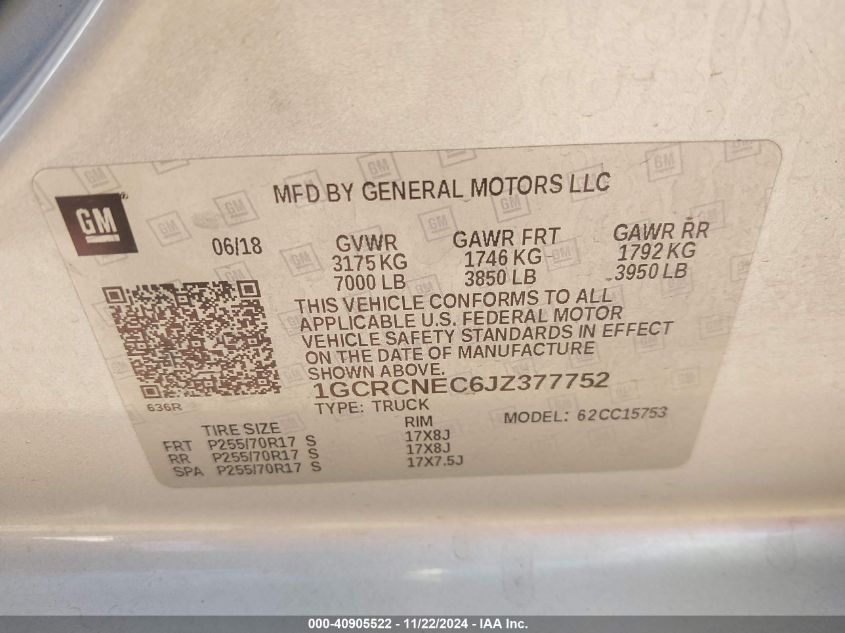 MFD BY GENERAL MOTORS LLC
GM
06/18
GVWR GAWR FRT GAWR RR
3175 KG 1746 KG 1792 KG
7000 LB 3850 LB 3950 LB
THIS VEHICLE CONFORMS TO ALL
APPLICABLE U.S. FEDERAL MOTOR
VEHICLE SAFETY STANDARDS IN EFFECT
ON THE DATE OF MANUFACTURE
SHOWN ABOVE.
1GCRCNEC6JZ377752
636R
TYPE: TRUCK
MODEL: 62CC15753
TIRE SIZE RIM
FRT P255/70R17 S 17X8J
RR P255/70R17 S 17X8J
SPA P255/70R17 S 17X7.5J
000-40905522 - 11/22/2024 - IAA Inc.